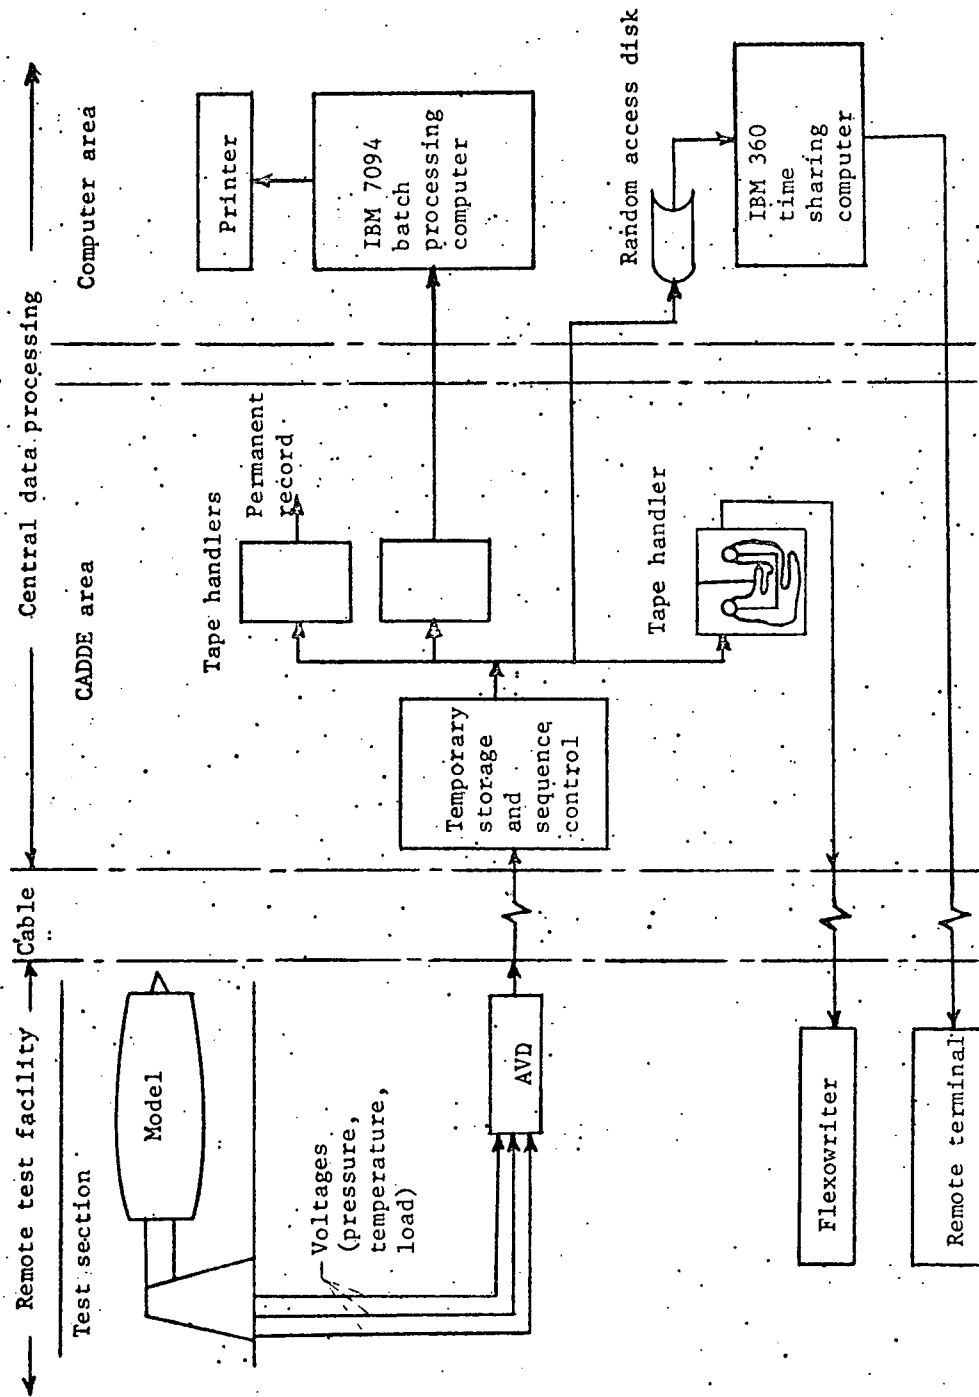 Remote test facility
Cable
Central data processing
Test section
CADDE area
Computer area
Model
Voltages
(pressure,
temperature,
load)
AVD
Flexowriter
Remote terminal
Temporary
storage
and
sequence
control
Tape handlers
Permanent
record
Tape handler
Printer
IBM 7094
batch
processing
computer
Random access disk
IBM 360
time
sharing
computer